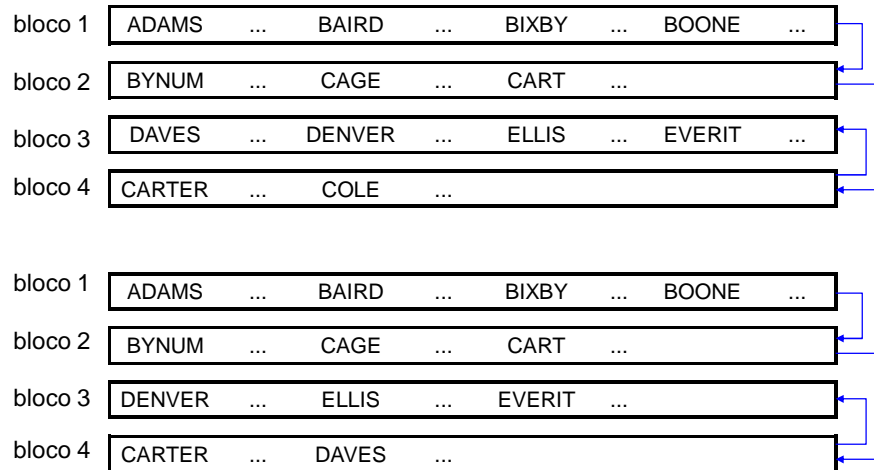 bloco 1 ADAMS ... BAIRD ... BIXBY ... BOONE ...
bloco 2 BYNUM ... CAGE ... CART ...
bloco 3 DAVES ... DENVER ... ELLIS ... EVERIT ...
bloco 4 CARTER ... COLE ...
bloco 1 ADAMS ... BAIRD ... BIXBY ... BOONE ...
bloco 2 BYNUM ... CAGE ... CART ...
bloco 3 DENVER ... ELLIS ... EVERIT ...
bloco 4 CARTER ... DAVES ...